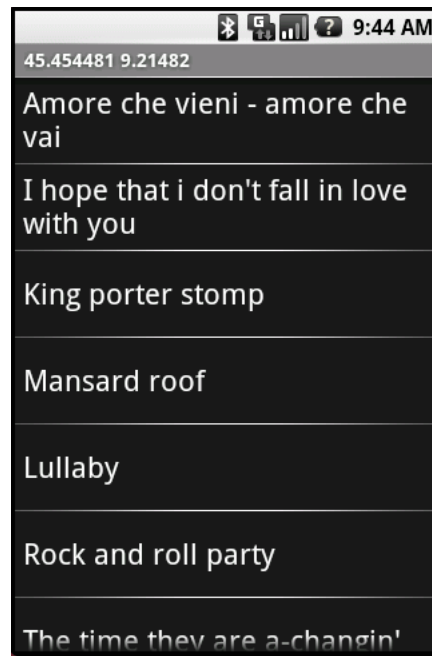 9:44 AM
45.454481 9.21482
Amore che vieni - amore che
vai
I hope that i don't fall in love
with you
King porter stomp
Mansard roof
Lullaby
Rock and roll party
The time they are a-changin'